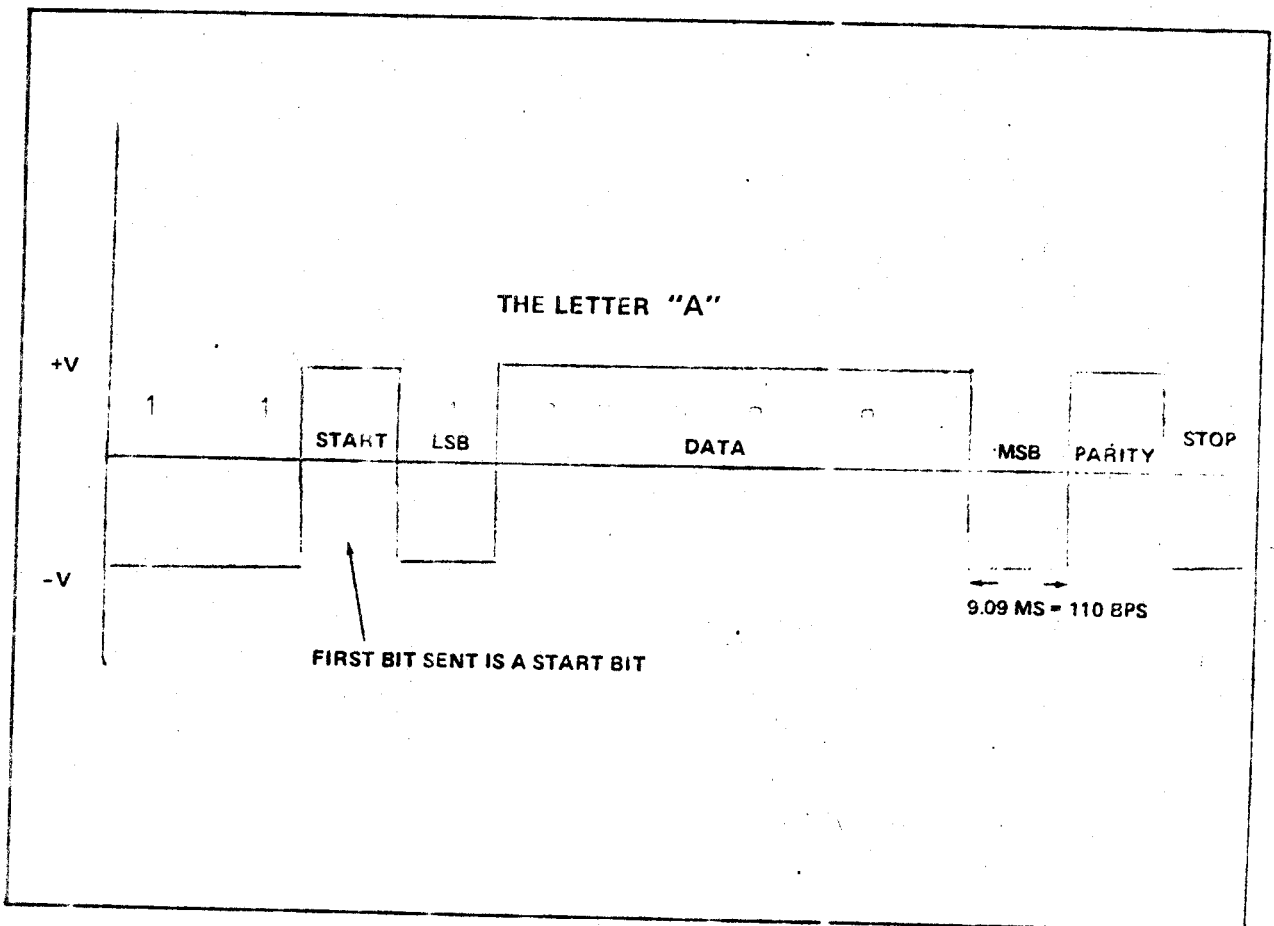 THE LETTER "A"
+V
1 1
START LSB DATA MSB PARITY STOP
-V
9.09 MS = 110 BPS
FIRST BIT SENT IS A START BIT